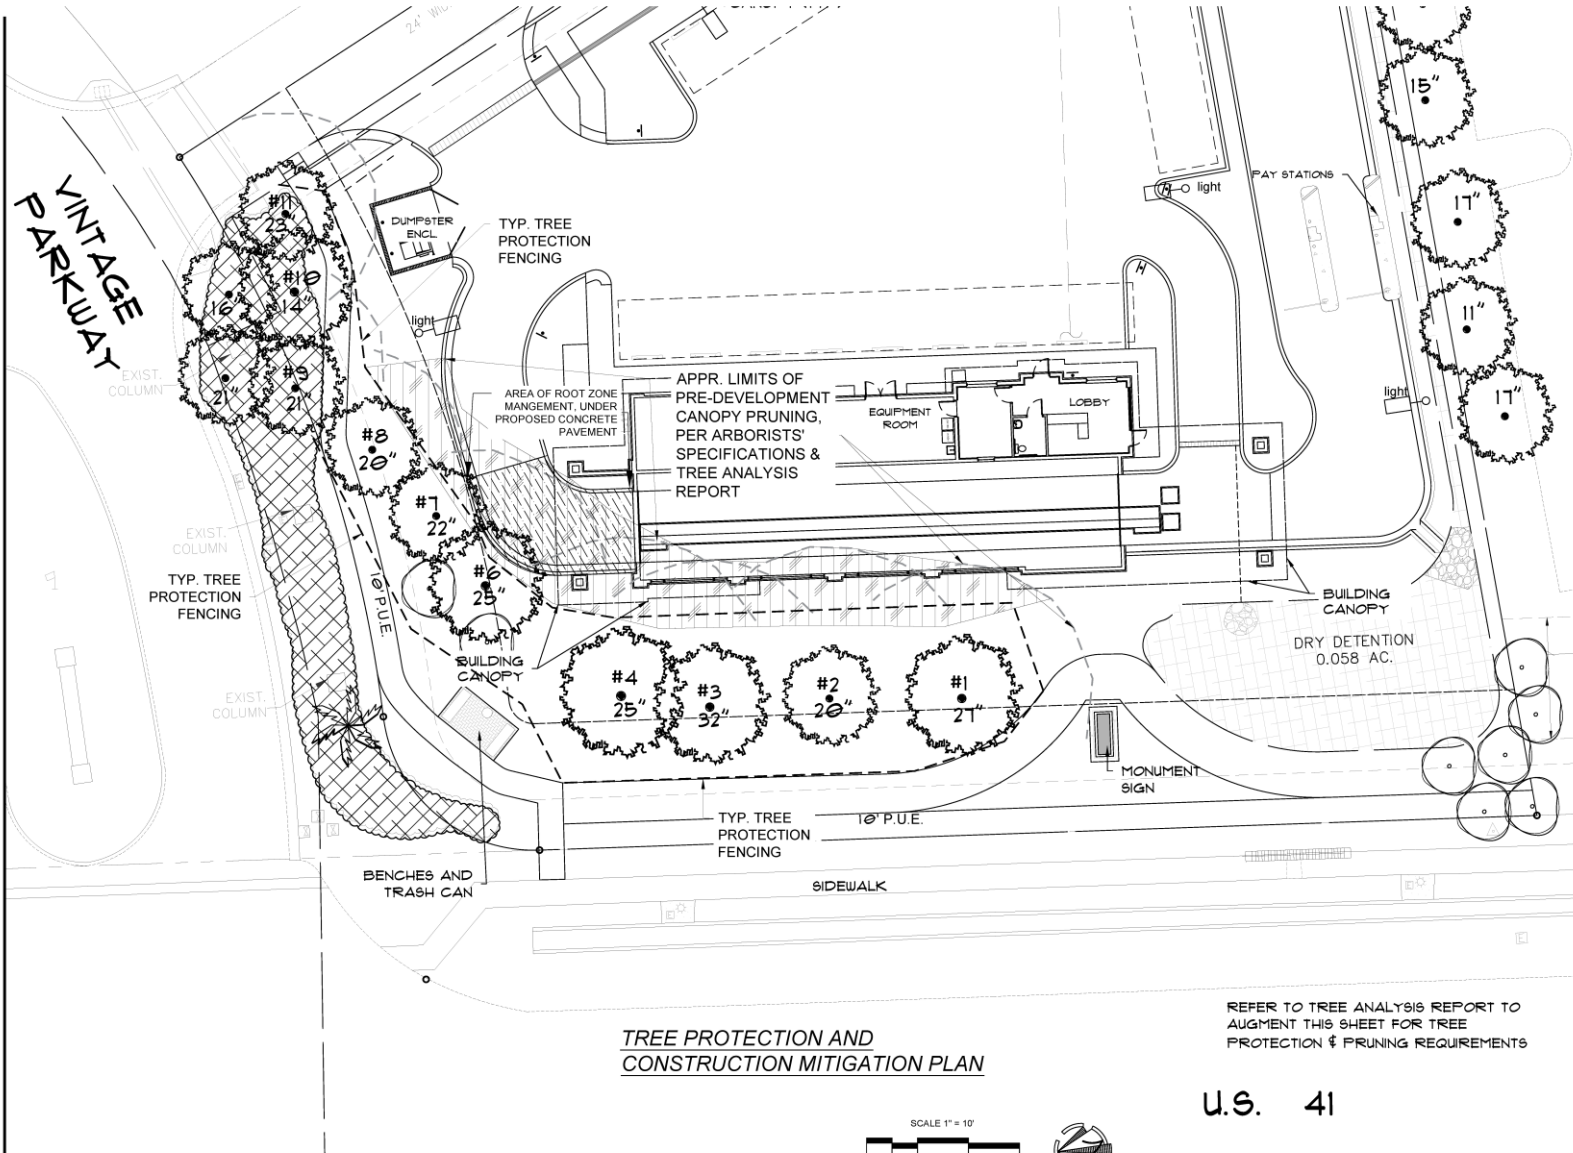 24' WID
15"
PAY STATIONS
light
17"
VINTAGE
PARKWAY
#11
23"
DUMPSTER
ENCL.
TYP. TREE
PROTECTION
FENCING
#10
14"
16"
light
11"
EXIST.
COLUMN
#9
21"
21"
AREA OF ROOT ZONE
MANGEMENT, UNDER
PROPOSED CONCRETE
PAVEMENT
APPR. LIMITS OF
PRE-DEVELOPMENT
CANOPY PRUNING,
PER ARBORISTS'
SPECIFICATIONS &
TREE ANALYSIS
REPORT
EQUIPMENT
ROOM
LOBBY
light
17"
#8
20"
#7
22"
EXIST.
COLUMN
#6
25"
TYP. TREE
PROTECTION
FENCING
10' P.U.E.
BUILDING
CANOPY
BUILDING
CANOPY
DRY DETENTION
0.058 AC.
EXIST.
COLUMN
#4
25"
#3
32"
#2
20"
#1
27"
MONUMENT
SIGN
TYP. TREE
PROTECTION
FENCING
10' P.U.E.
BENCHES AND
TRASH CAN
SIDEWALK
E
E
E
TREE PROTECTION AND
CONSTRUCTION MITIGATION PLAN
REFER TO TREE ANALYSIS REPORT TO
AUGMENT THIS SHEET FOR TREE
PROTECTION & PRUNING REQUIREMENTS
U.S. 41
SCALE 1" = 10'